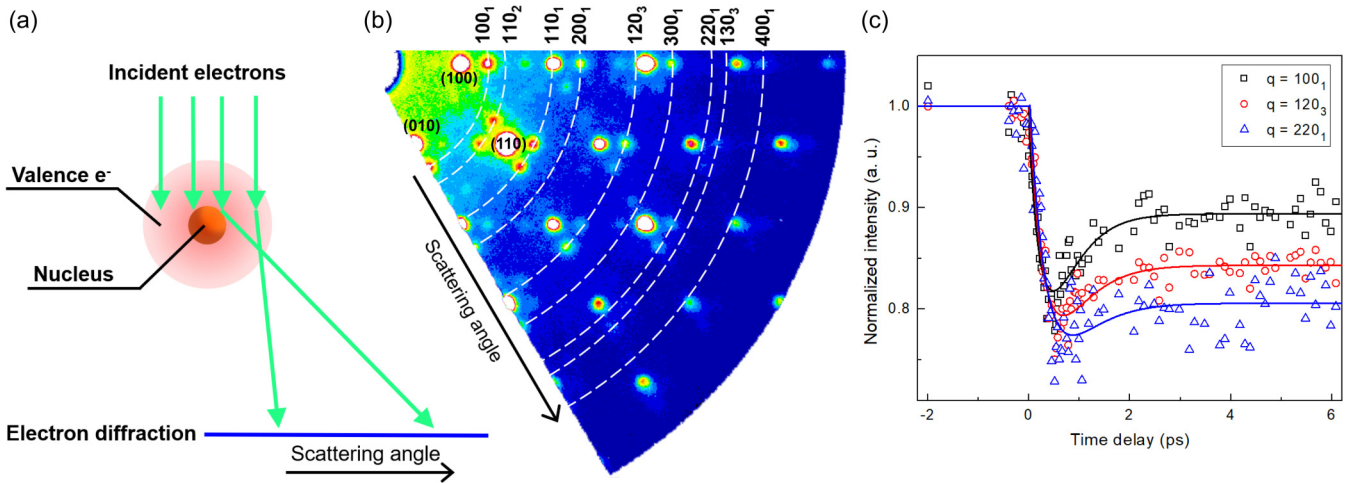 (a)
Incident electrons
Valence e⁻
Nucleus
Electron diffraction
Scattering angle
(b)
100₁
110₂
110₁
200₁
120₃
300₁
220₁
130₃
400₁
(100)
(010)
(110)
Scattering angle
(c)
Normalized intensity (a. u.)
1.0
0.9
0.8
q = 100₁
q = 120₃
q = 220₁
-2
0
2
4
6
Time delay (ps)